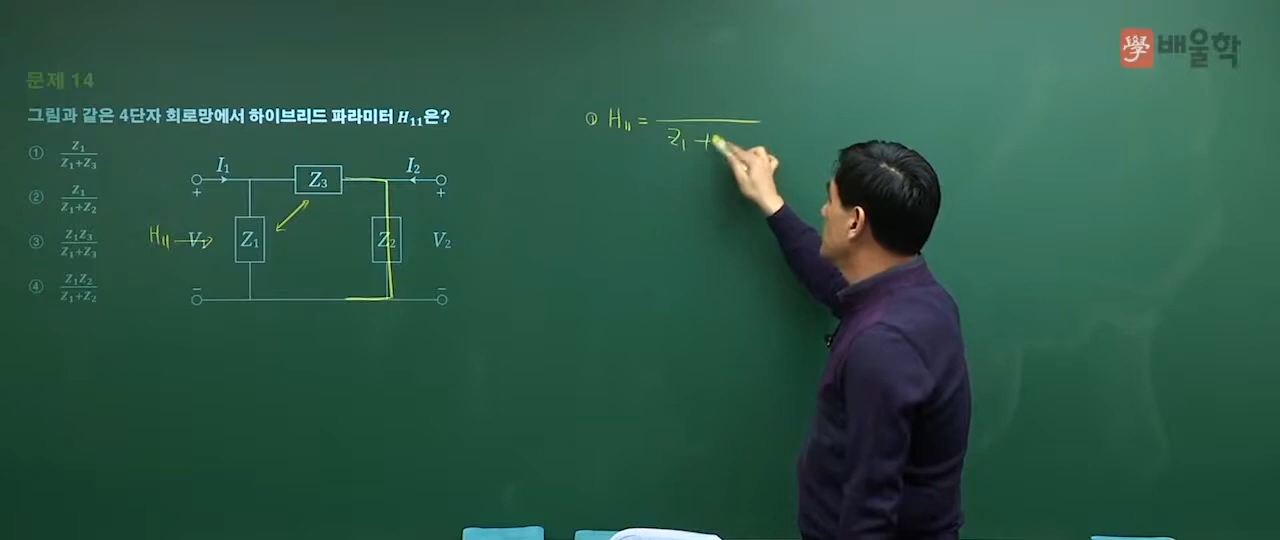 學 배울학
문제 14
그림과 같은 4단자 회로망에서 하이브리드 파라미터 H₁₁은?
① Z₁/(Z₁+Z₃)
② Z₁/(Z₁+Z₂)
③ Z₁Z₃/(Z₁+Z₃)
④ Z₁Z₂/(Z₁+Z₂)
I₁ Z₃ I₂
+ +
H₁₁ V₁ Z₁ Z₂ V₂
− −
① H₁₁ =
Z₁ +